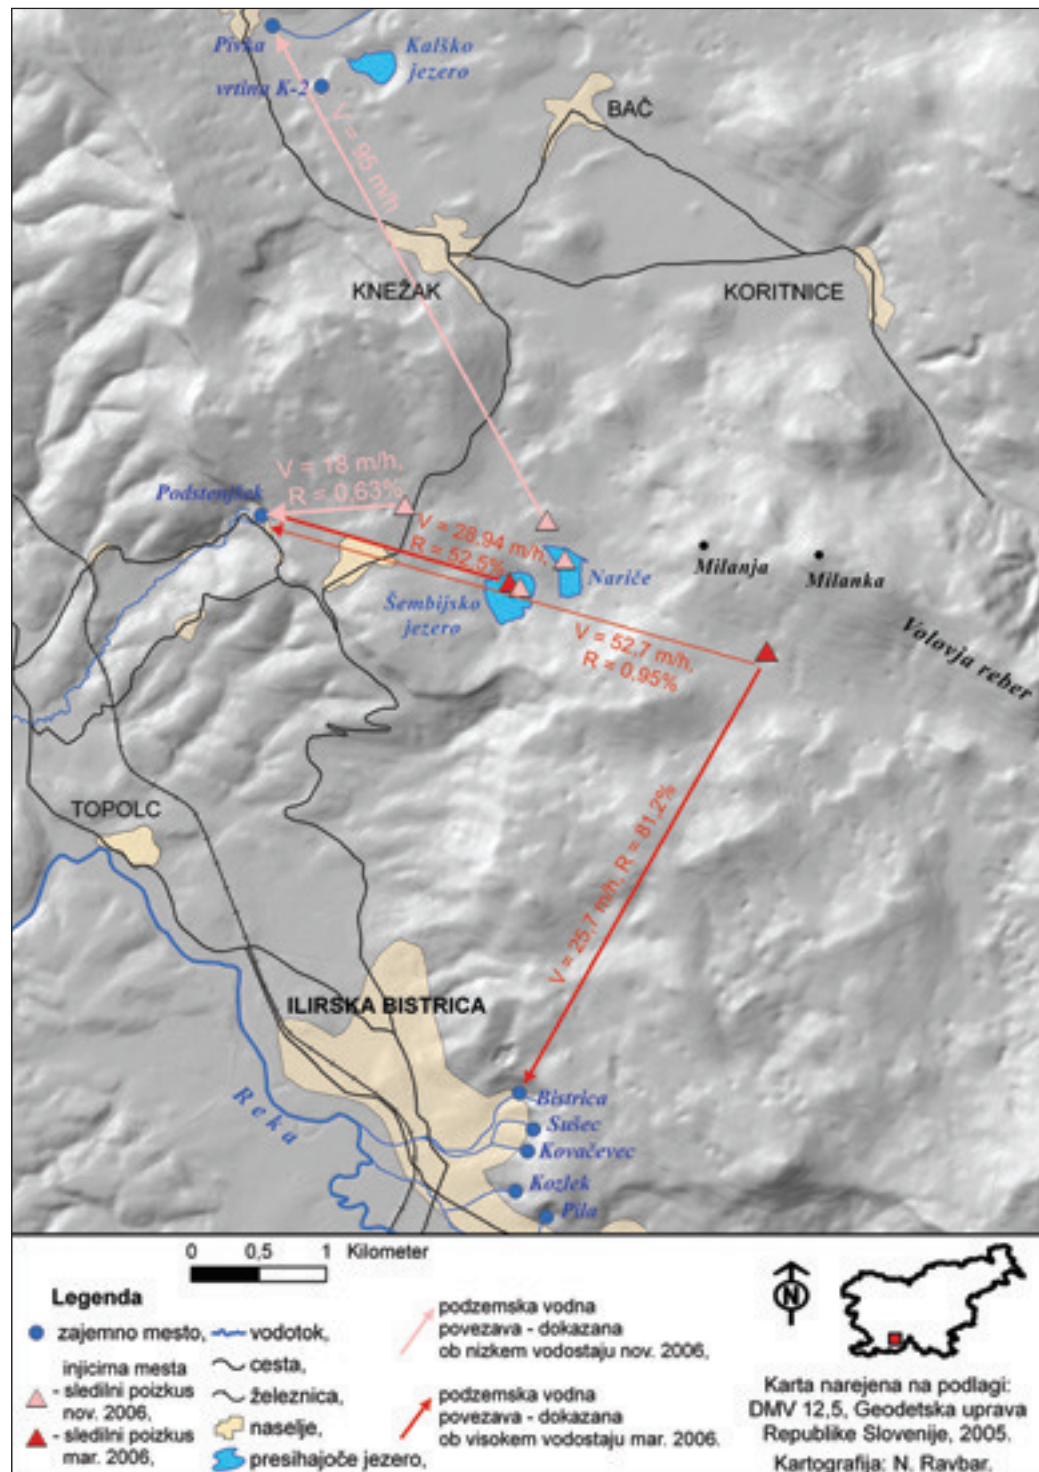 Pivka
Kalško
jezero
vrtina K-2
BAČ
V = 95 m/h
KNEŽAK
KORITNICE
V = 18 m/h,
R = 0,63%
Podstenjšek
V = 28.94 m/h,
R = 52,5%
Nariče
Milanja
Milanka
Šembijsko
jezero
V = 52,7 m/h,
R = 0,95%
Volovja reber
TOPOLC
V = 25,7 m/h, R = 81,2%
ILIRSKA BISTRICA
Reka
Bistrica
Sušec
Kovačevec
Kozlek
Pila
0 0,5 1 Kilometer
Legenda
zajemno mesto,
injicirna mesta
- sledilni poizkus
nov. 2006,
- sledilni poizkus
mar. 2006,
vodotok,
cesta,
železnica,
naselje,
presihajoče jezero,
podzemska vodna
povezava - dokazana
ob nizkem vodostaju nov. 2006,
podzemska vodna
povezava - dokazana
ob visokem vodostaju mar. 2006.
N
Karta narejena na podlagi:
DMV 12,5, Geodetska uprava
Republike Slovenije, 2005.
Kartografija: N. Ravbar.